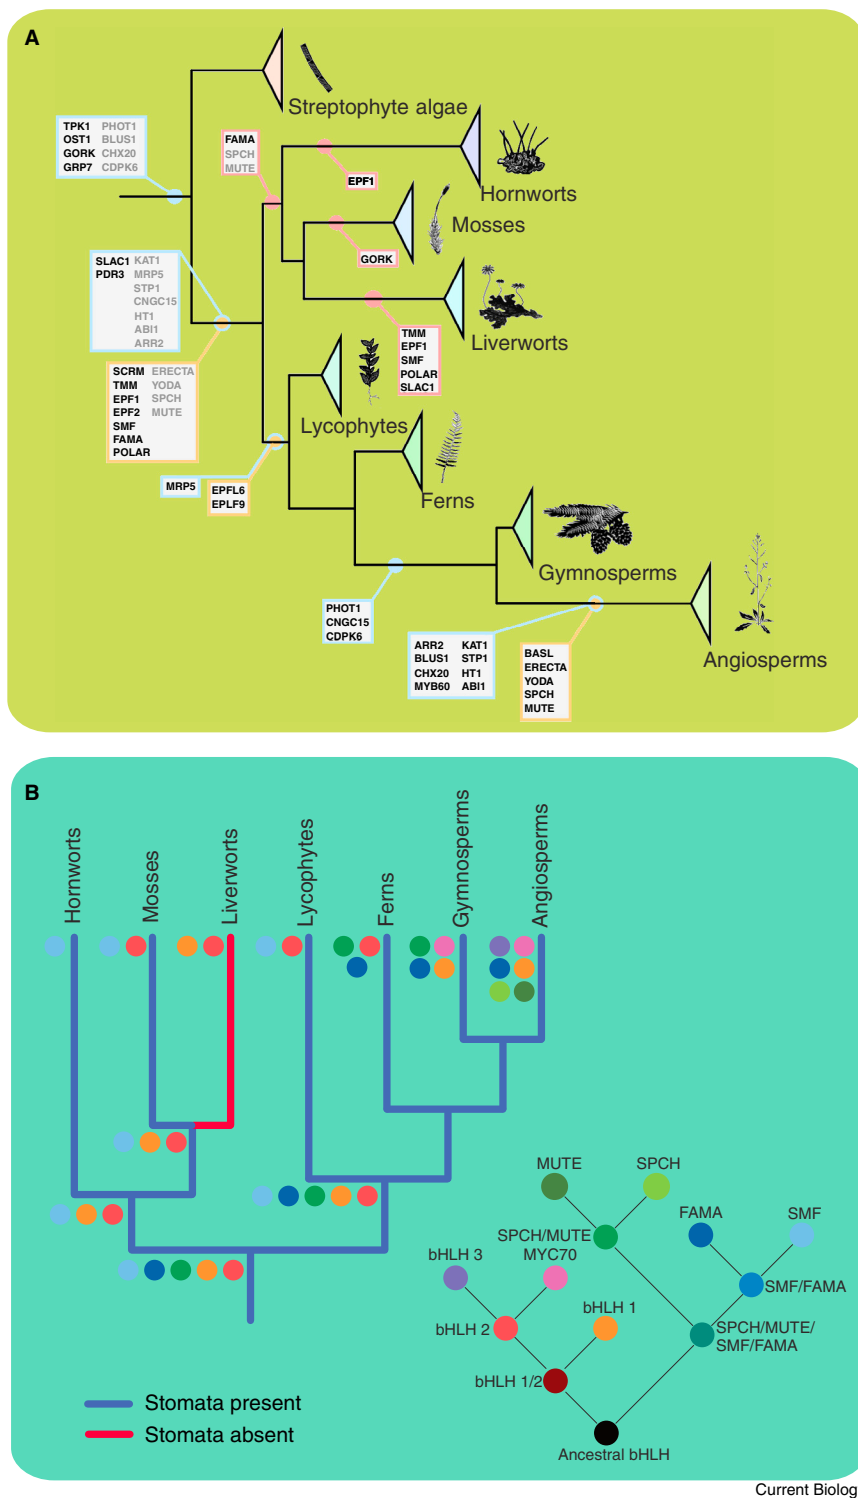 A
Streptophyte algae
TPK1 PHOT1
OST1 BLUS1
GORK CHX20
GRP7 CDPK6
FAMA
SPCH
MUTE
EPF1
Hornworts
Mosses
GORK
SLAC1 KAT1
PDR3 MRP5
STP1
CNGC15
HT1
ABI1
ARR2
Liverworts
TMM
EPF1
SMF
POLAR
SLAC1
SCRM ERECTA
TMM YODA
EPF1 SPCH
EPF2 MUTE
SMF
FAMA
POLAR
Lycophytes
MRP5
EPFL6
EPLF9
Ferns
Gymnosperms
PHOT1
CNGC15
CDPK6
ARR2 KAT1
BLUS1 STP1
CHX20 HT1
MYB60 ABI1
BASL
ERECTA
YODA
SPCH
MUTE
Angiosperms
B
Hornworts
Mosses
Liverworts
Lycophytes
Ferns
Gymnosperms
Angiosperms
MUTE
SPCH
SPCH/MUTE
FAMA
SMF
bHLH 3
MYC70
SMF/FAMA
bHLH 2
bHLH 1
SPCH/MUTE/
SMF/FAMA
bHLH 1/2
Ancestral bHLH
Stomata present
Stomata absent
Current Biolog